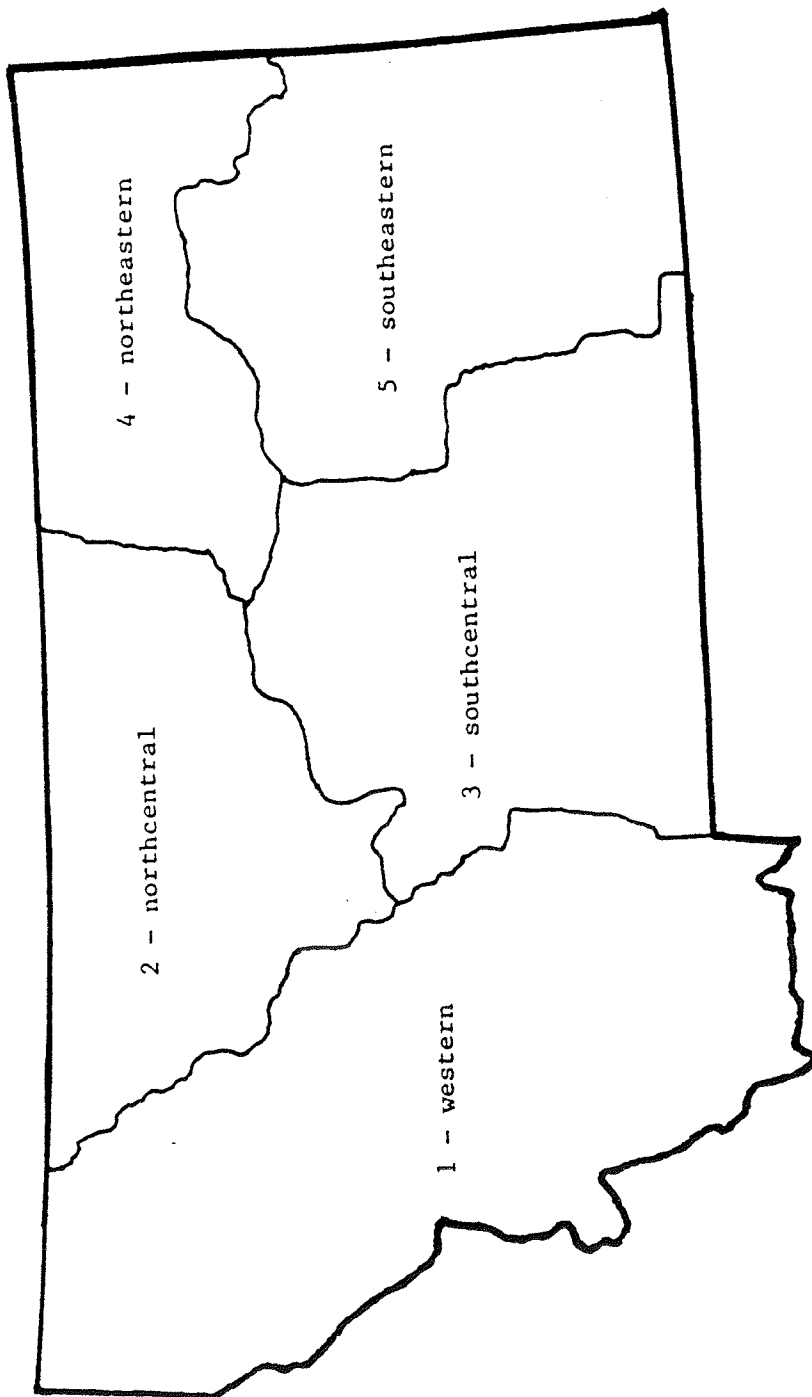 1 - western
2 - northcentral
3 - southcentral
4 - northeastern
5 - southeastern